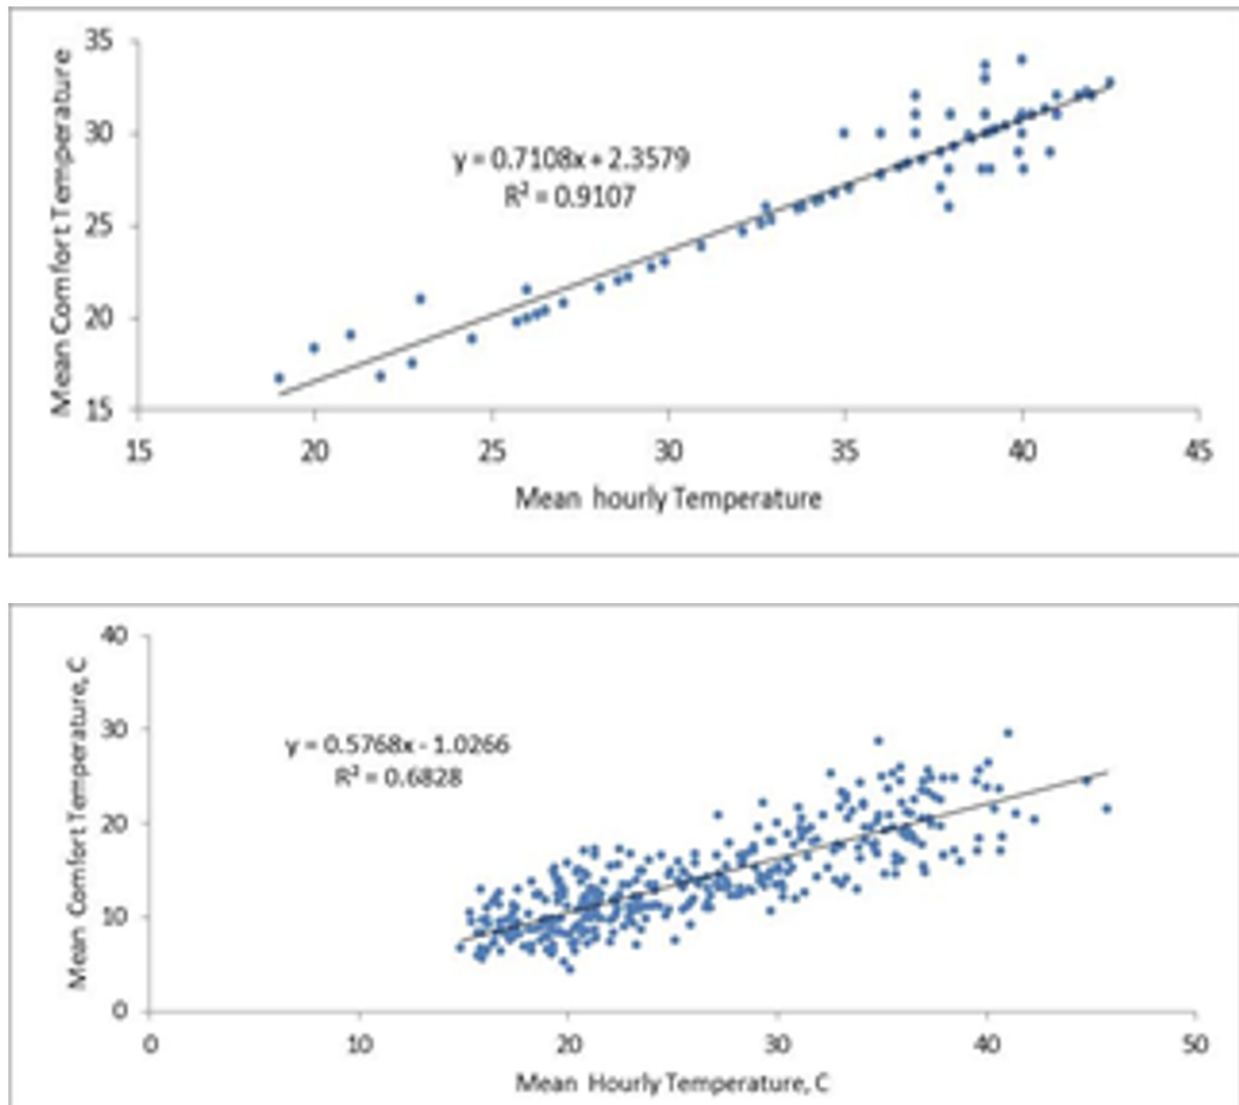 Mean Comfort Temperature
35
30
25
20
15
y = 0.7108x + 2.3579
R² = 0.9107
15 20 25 30 35 40 45
Mean hourly Temperature
Mean Comfort Temperature, C
40
30
20
10
0
y = 0.5768x - 1.0266
R² = 0.6828
0 10 20 30 40 50
Mean Hourly Temperature, C